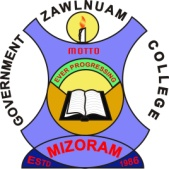 GOVERNMENT ZAWLNUAM COLLEGE
MOTTO
EVER PROGRESSING
MIZORAM
ESTD 1986